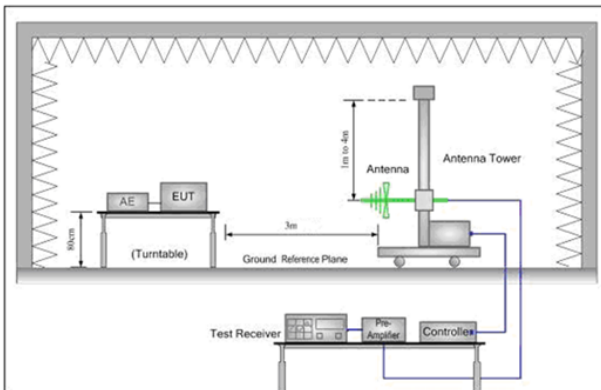 1m to 4m
Antenna
Antenna Tower
AE
EUT
80cm
(Turntable)
3m
Ground Reference Plane
Test Receiver
Pre-
Amplifier
Controller